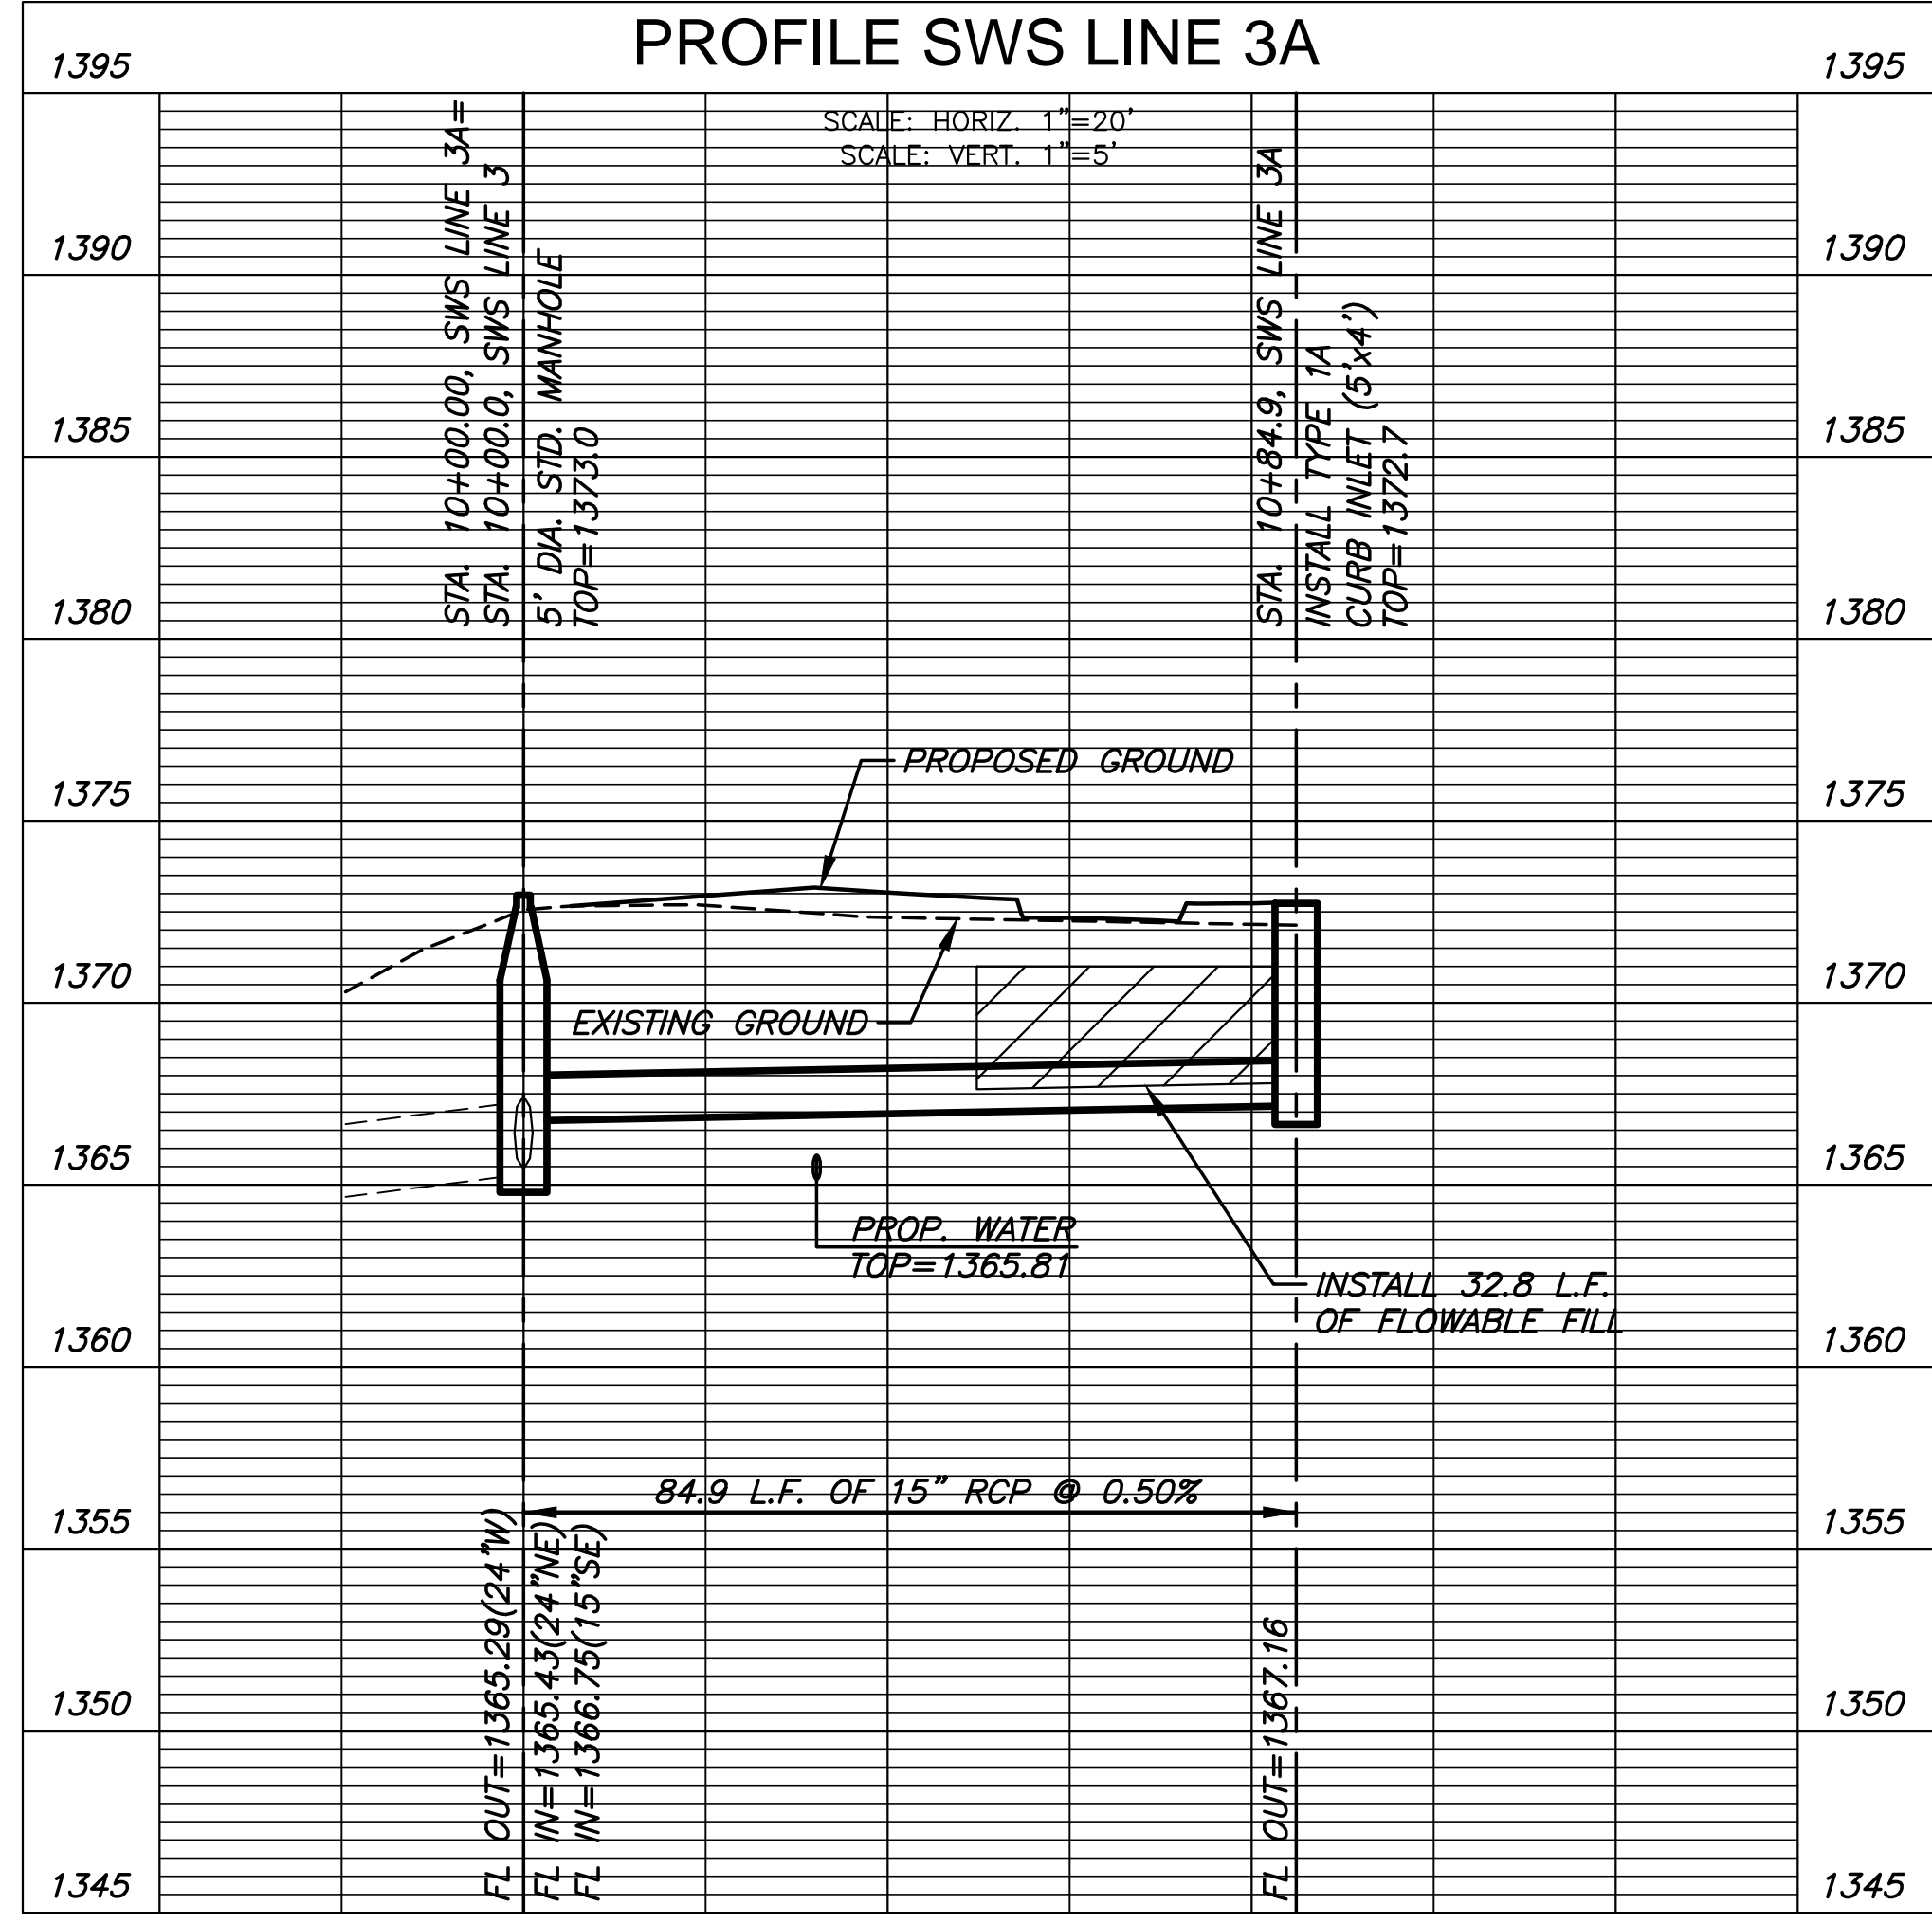 PROFILE SWS LINE 3A
SCALE: HORIZ. 1"=20'
SCALE: VERT. 1"=5'
1395
1395
1390
1390
1385
1385
1380
1380
1375
1375
1370
1370
1365
1365
1360
1360
1355
1355
1350
1350
1345
1345
STA. 10+00.00, SWS LINE 3A=
STA. 10+00.0, SWS LINE 3
5' DIA. STD. MANHOLE
TOP=1373.0
STA. 10+84.9, SWS LINE 3A
INSTALL TYPE 1A
CURB INLET (5'x4')
TOP=1372.7
PROPOSED GROUND
EXISTING GROUND
PROP. WATER
TOP=1365.81
INSTALL 32.8 L.F.
OF FLOWABLE FILL
84.9 L.F. OF 15" RCP @ 0.50%
FL OUT=1365.29(24"W)
FL IN=1365.43(24"NE)
FL IN=1366.75(15"SE)
FL OUT=1367.16